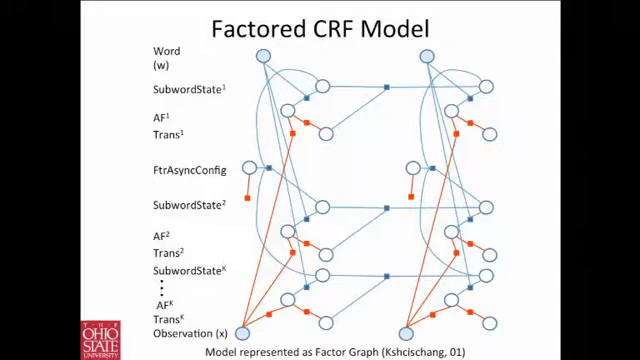 Factored CRF Model
Word
(w)
SubwordState¹
AF¹
Trans¹
FtrAsyncConfig
SubwordState²
AF²
Trans²
SubwordStateᴷ
⋮
AFᴷ
Transᴷ
Observation (x)
Model represented as Factor Graph (Kshcischang, 01)
THE
OHIO
STATE
UNIVERSITY